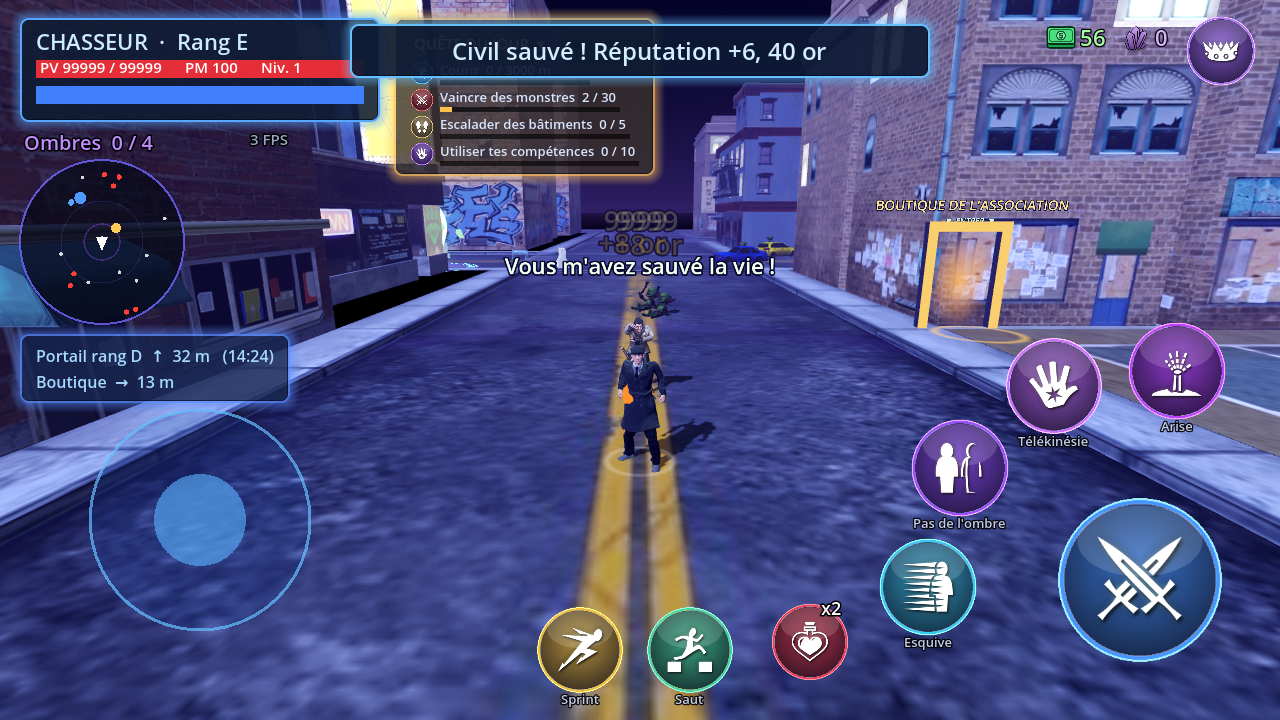 CHASSEUR · Rang E
PV 99999 / 99999 PM 100 Niv. 1
Civil sauvé ! Réputation +6, 40 or
56
0
Vaincre des monstres 2 / 30
Escalader des bâtiments 0 / 5
Utiliser tes compétences 0 / 10
Ombres 0 / 4
3 FPS
BOUTIQUE DE L'ASSOCIATION
99999
Vous m'avez sauvé la vie !
Portail rang D ↑ 32 m (14:24)
Boutique → 13 m
Télékinésie
Arise
Pas de l'ombre
Esquive
x2
Sprint
Saut